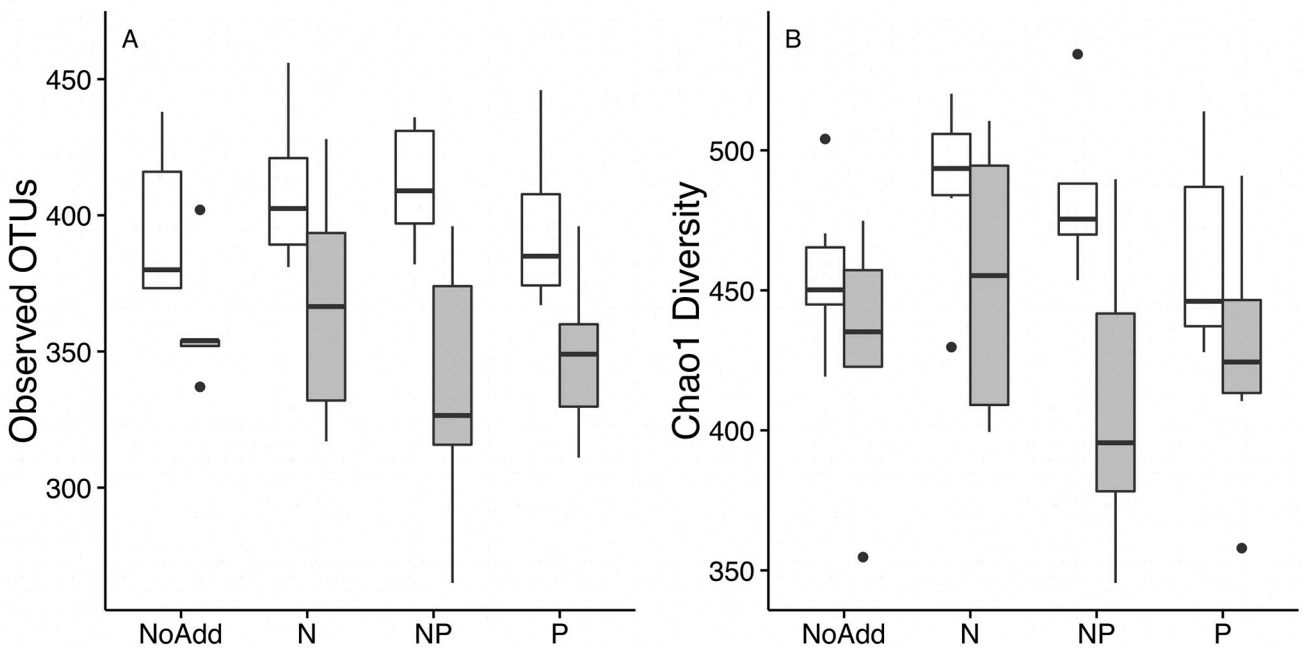 A
Observed OTUs
450
400
350
300
NoAdd N NP P
B
Chao1 Diversity
500
450
400
350
NoAdd N NP P